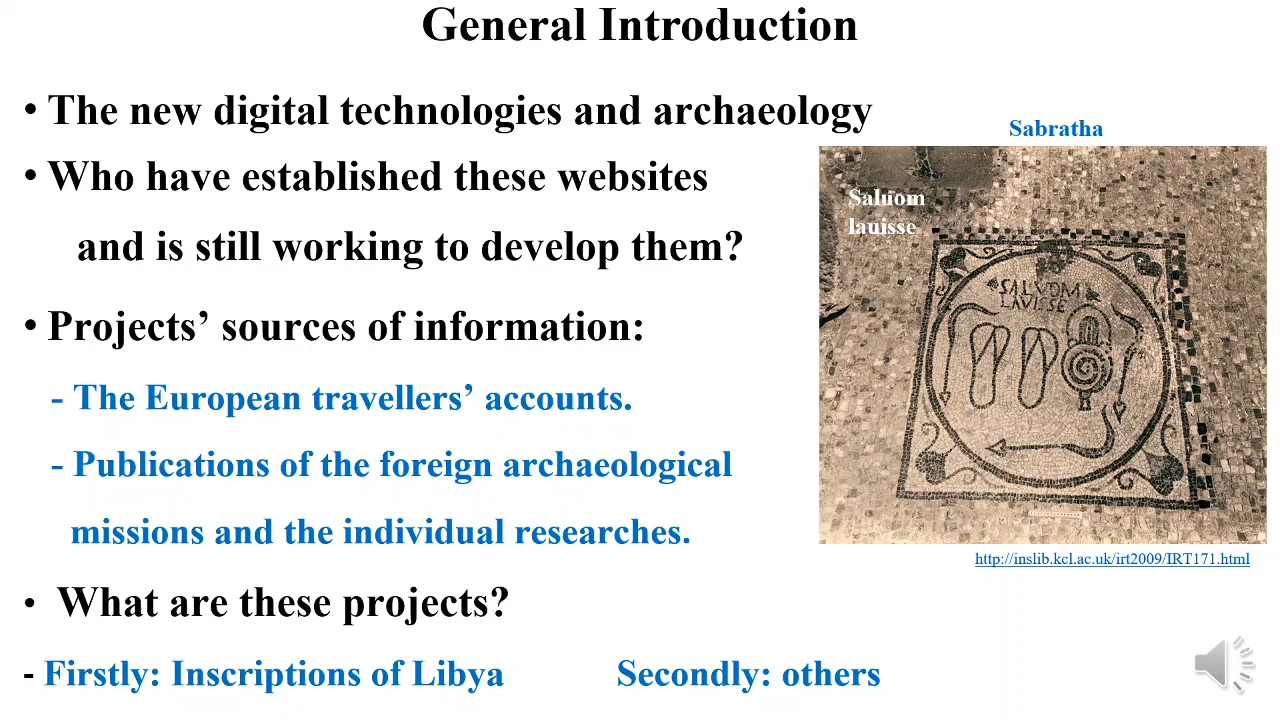 General Introduction
• The new digital technologies and archaeology
• Who have established these websites
and is still working to develop them?
• Projects’ sources of information:
- The European travellers’ accounts.
- Publications of the foreign archaeological
missions and the individual researches.
• What are these projects?
- Firstly: Inscriptions of Libya Secondly: others
Sabratha
Saluom
lauisse
SALVOM
LAVISSE
http://inslib.kcl.ac.uk/irt2009/IRT171.html